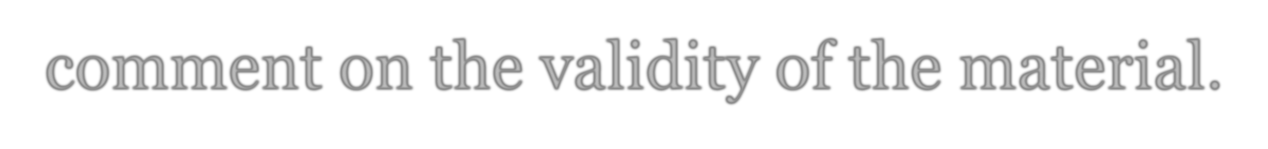 comment on the validity of the material.